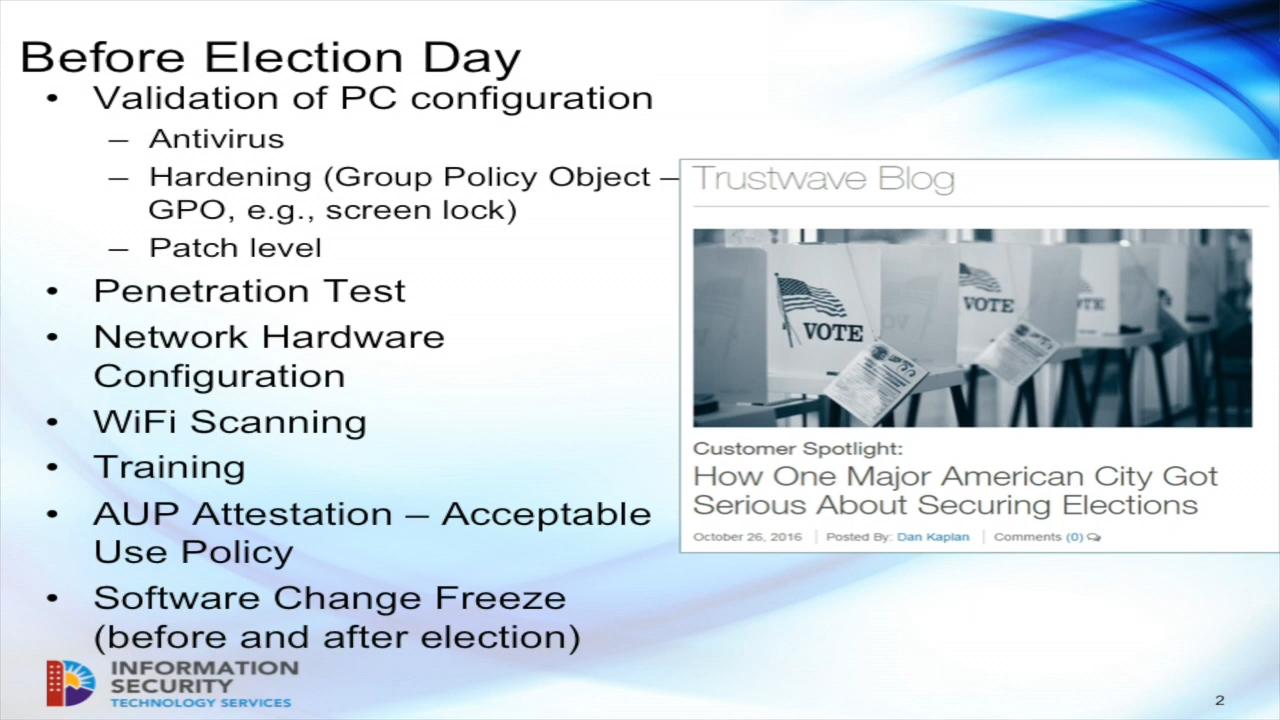 Before Election Day
• Validation of PC configuration
– Antivirus
– Hardening (Group Policy Object –
GPO, e.g., screen lock)
– Patch level
• Penetration Test
• Network Hardware
Configuration
• WiFi Scanning
• Training
• AUP Attestation – Acceptable
Use Policy
• Software Change Freeze
(before and after election)
Trustwave Blog
VOTE
VOTE
Customer Spotlight:
How One Major American City Got
Serious About Securing Elections
October 26, 2016 | Posted By: Dan Kaplan | Comments (0)
INFORMATION
SECURITY
TECHNOLOGY SERVICES
2